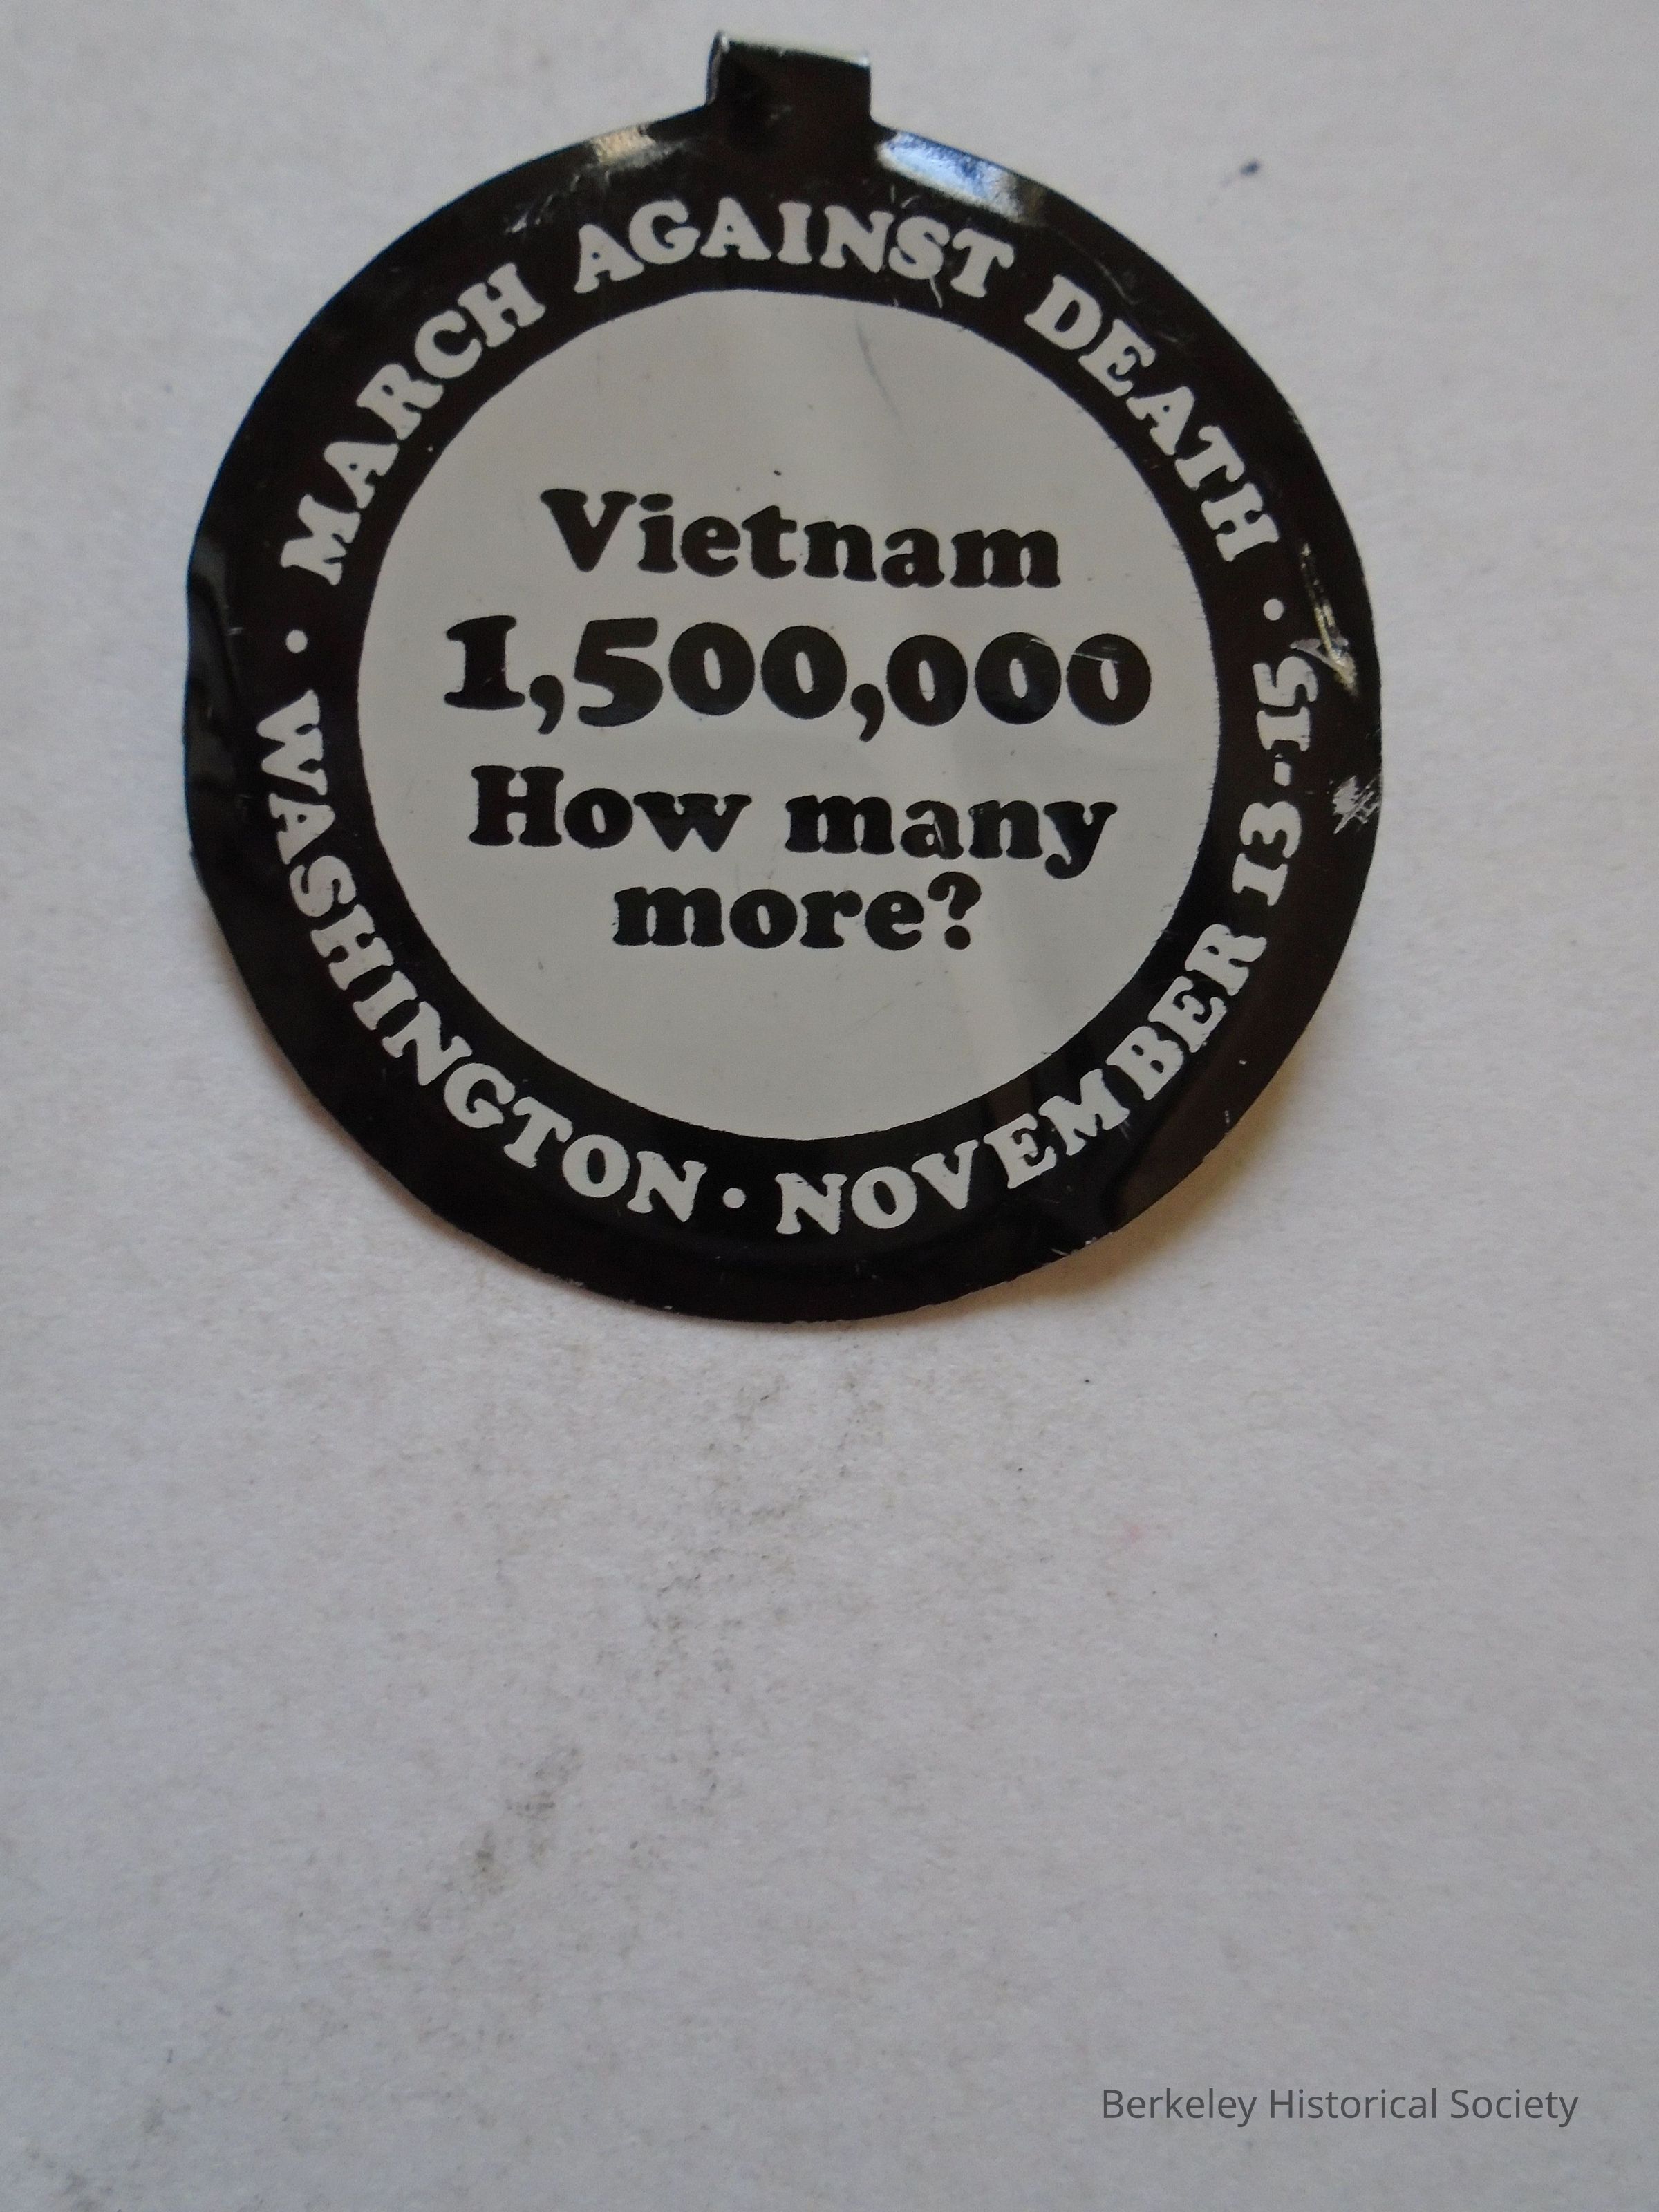 • MARCH AGAINST DEATH •
WASHINGTON • NOVEMBER 13-15
Vietnam
1,500,000
How many
more?
Berkeley Historical Society